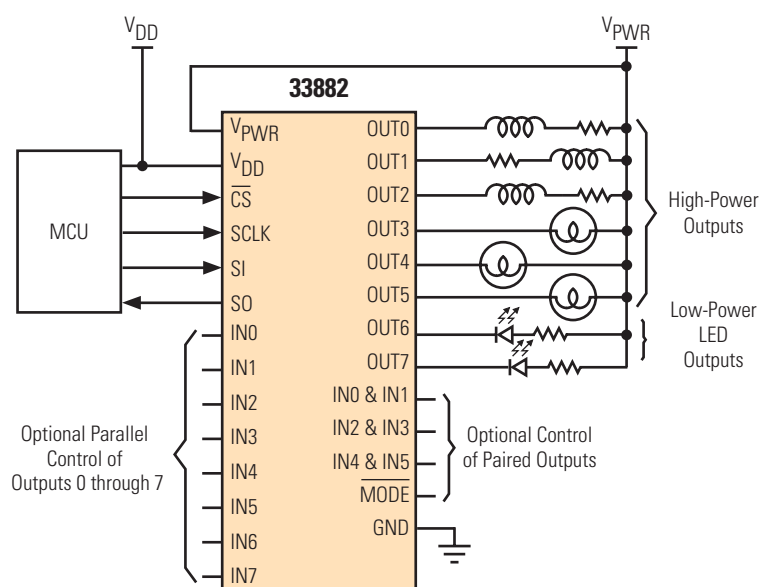 VDD
VPWR
33882
VPWR
VDD
CS
SCLK
SI
SO
IN0
IN1
IN2
IN3
IN4
IN5
IN6
IN7
MCU
Optional Parallel
Control of
Outputs 0 through 7
OUT0
OUT1
OUT2
OUT3
OUT4
OUT5
OUT6
OUT7
IN0 & IN1
IN2 & IN3
IN4 & IN5
MODE
GND
High-Power
Outputs
Low-Power
LED
Outputs
Optional Control
of Paired Outputs